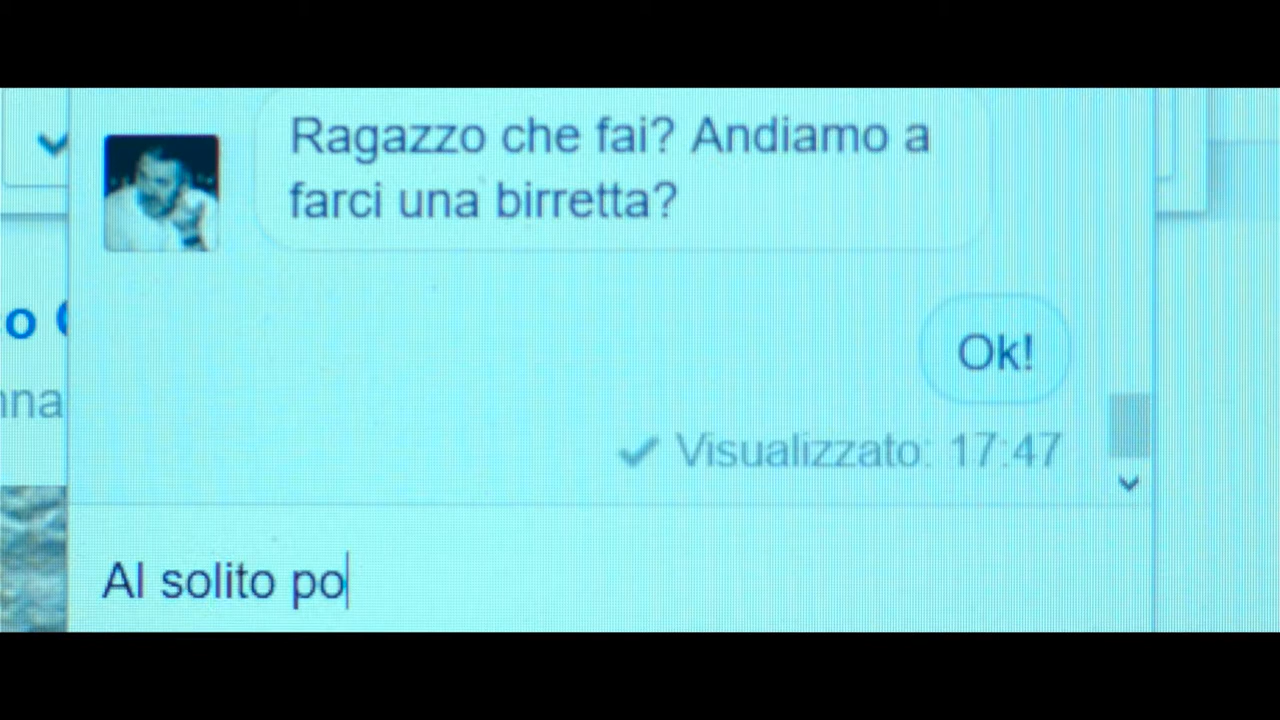 Ragazzo che fai? Andiamo a
farci una birretta?
Ok!
Visualizzato: 17:47
Al solito po